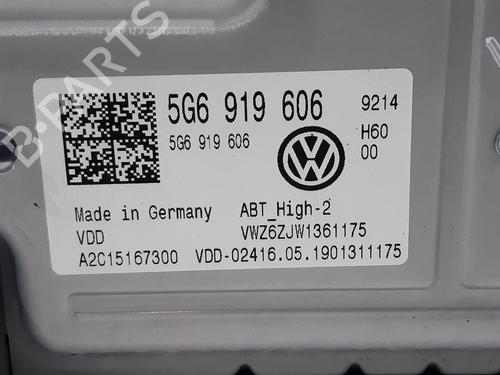 5G6 919 606 9214
5G6 919 606 H60
00
Made in Germany ABT_High-2
VDD VWZ6ZJW1361175
A2C15167300 VDD-02416.05.1901311175
B-PARTS